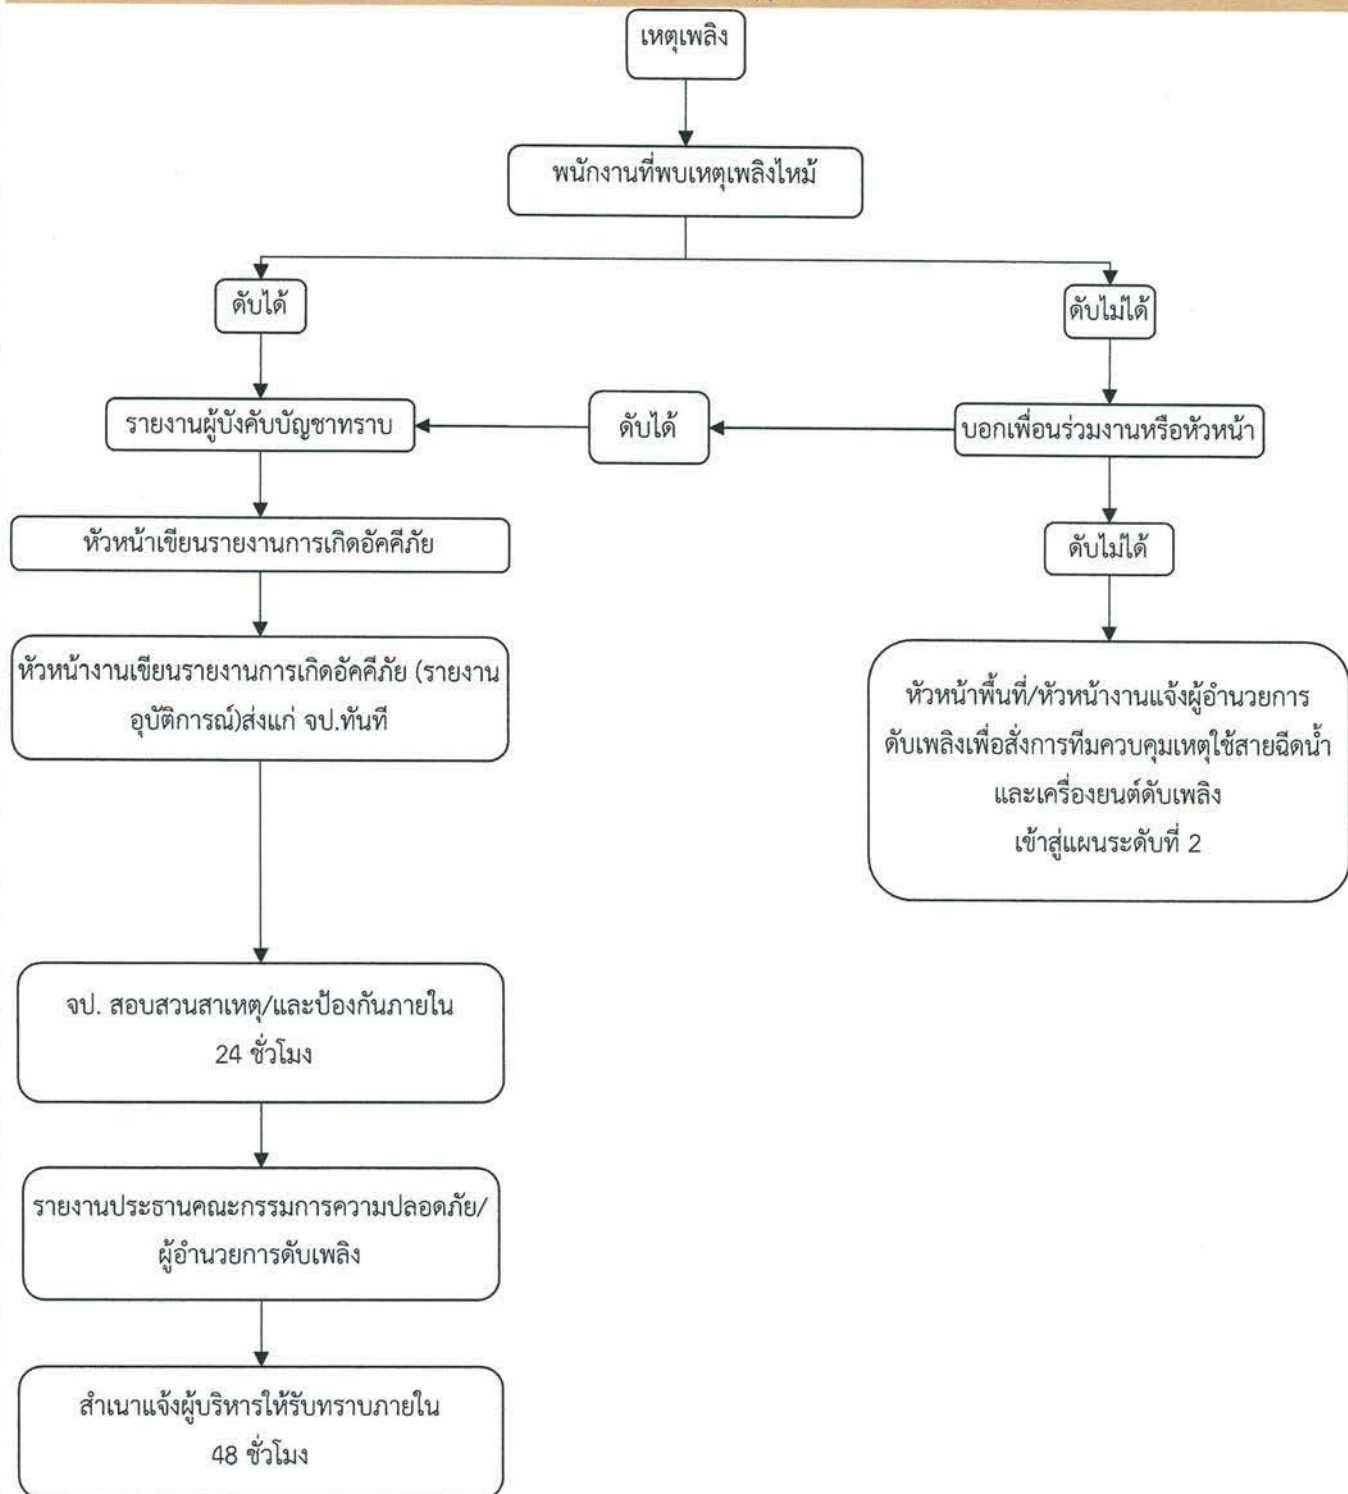 เหตุเพลิง
พนักงานที่พบเหตุเพลิงไหม้
ดับได้
ดับไม่ได้
รายงานผู้บังคับบัญชาทราบ
ดับได้
บอกเพื่อนร่วมงานหรือหัวหน้า
หัวหน้าเขียนรายงานการเกิดอัคคีภัย
ดับไม่ได้
หัวหน้างานเขียนรายงานการเกิดอัคคีภัย (รายงาน
อุบัติการณ์)ส่งแก่ จป.ทันที
หัวหน้าพื้นที่/หัวหน้างานแจ้งผู้อำนวยการ
ดับเพลิงเพื่อสั่งการทีมควบคุมเหตุใช้สายฉีดน้ำ
และเครื่องยนต์ดับเพลิง
เข้าสู่แผนระดับที่ 2
จป. สอบสวนสาเหตุ/และป้องกันภายใน
24 ชั่วโมง
รายงานประธานคณะกรรมการความปลอดภัย/
ผู้อำนวยการดับเพลิง
สำเนาแจ้งผู้บริหารให้รับทราบภายใน
48 ชั่วโมง